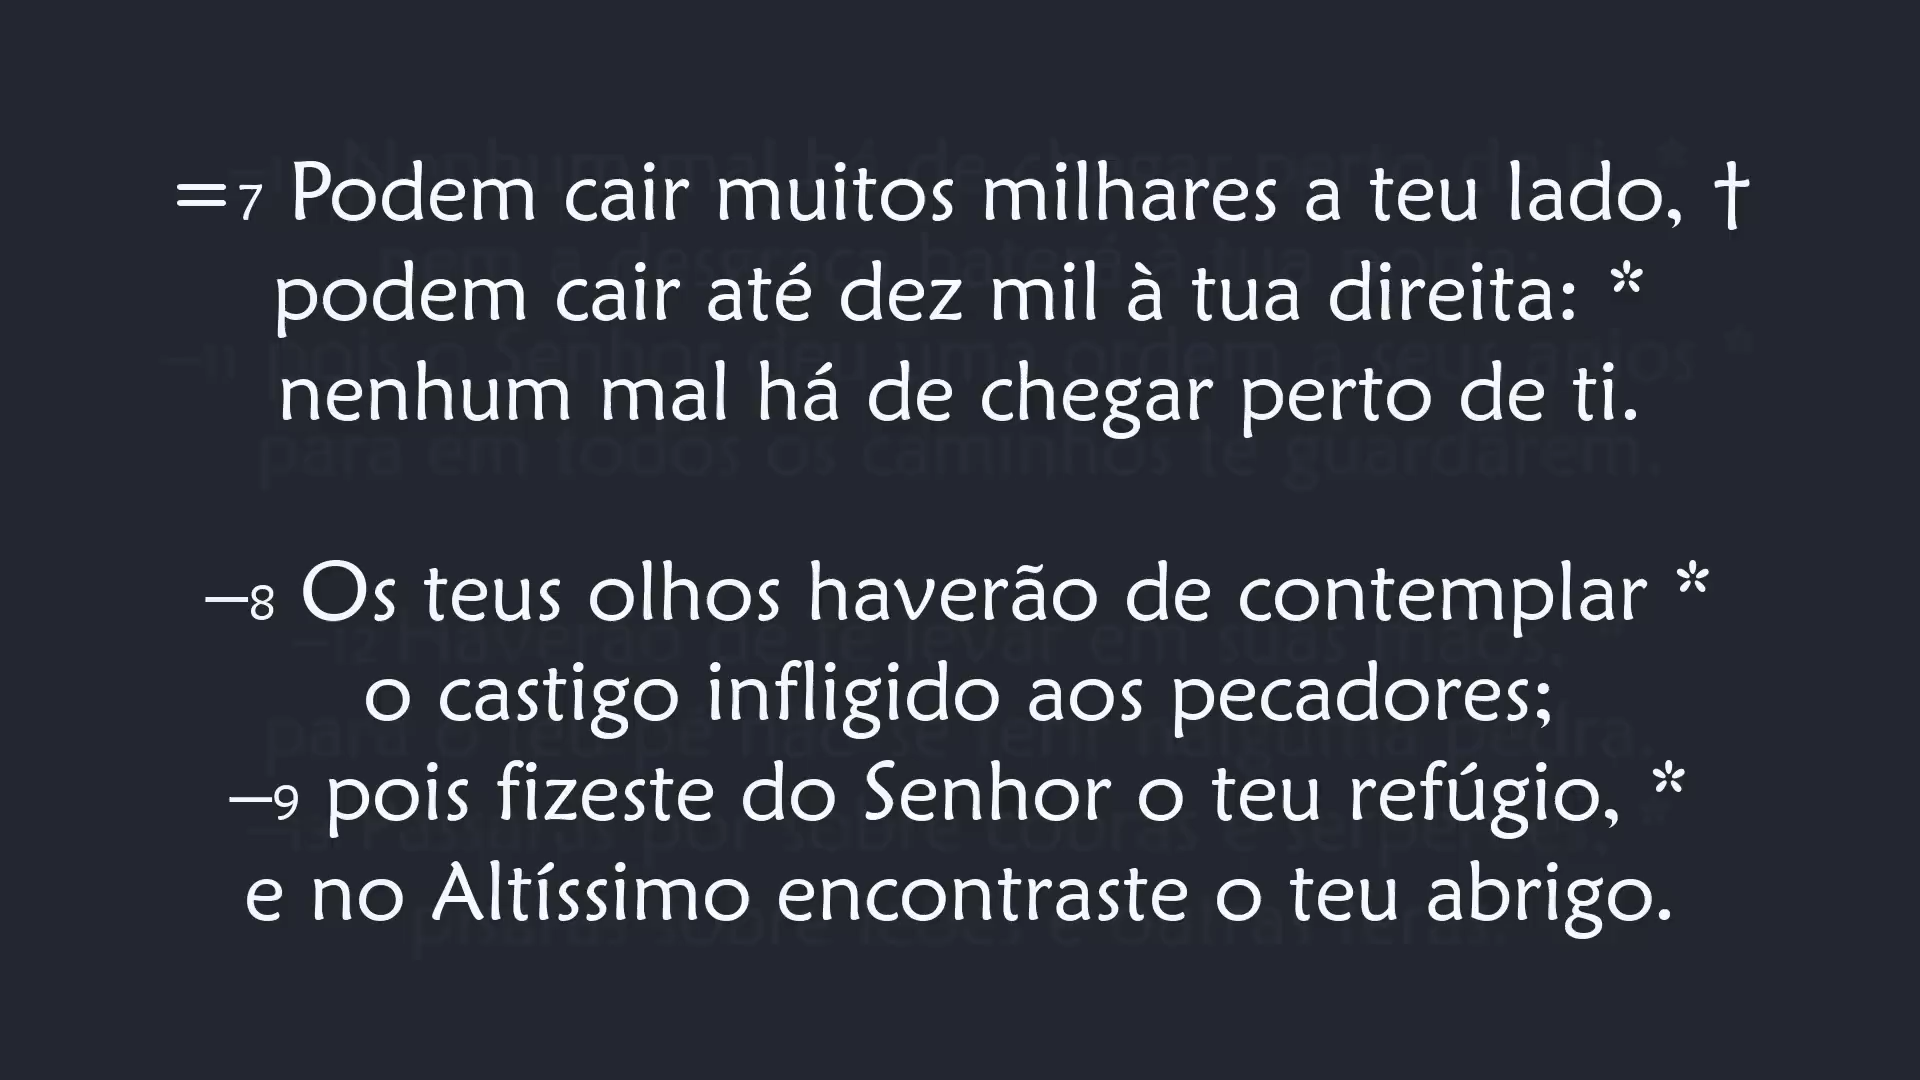 =7 Podem cair muitos milhares a teu lado, †
podem cair até dez mil à tua direita: *
nenhum mal há de chegar perto de ti.
–8 Os teus olhos haverão de contemplar *
o castigo infligido aos pecadores;
–9 pois fizeste do Senhor o teu refúgio, *
e no Altíssimo encontraste o teu abrigo.